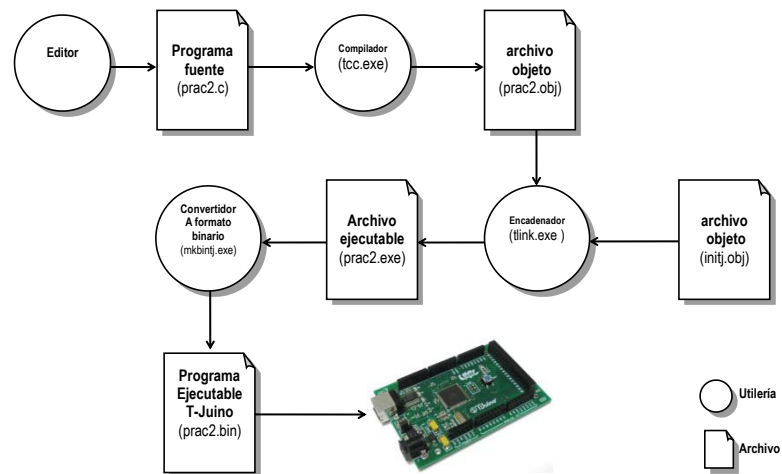 Editor
Programa
fuente
(prac2.c)
Compilador
(tcc.exe)
archivo
objeto
(prac2.obj)
Convertidor
A formato
binario
(mkbintj.exe)
Archivo
ejecutable
(prac2.exe)
Encadenador
(tlink.exe )
archivo
objeto
(initj.obj)
Programa
Ejecutable
T-Juino
(prac2.bin)
Utilería
Archivo